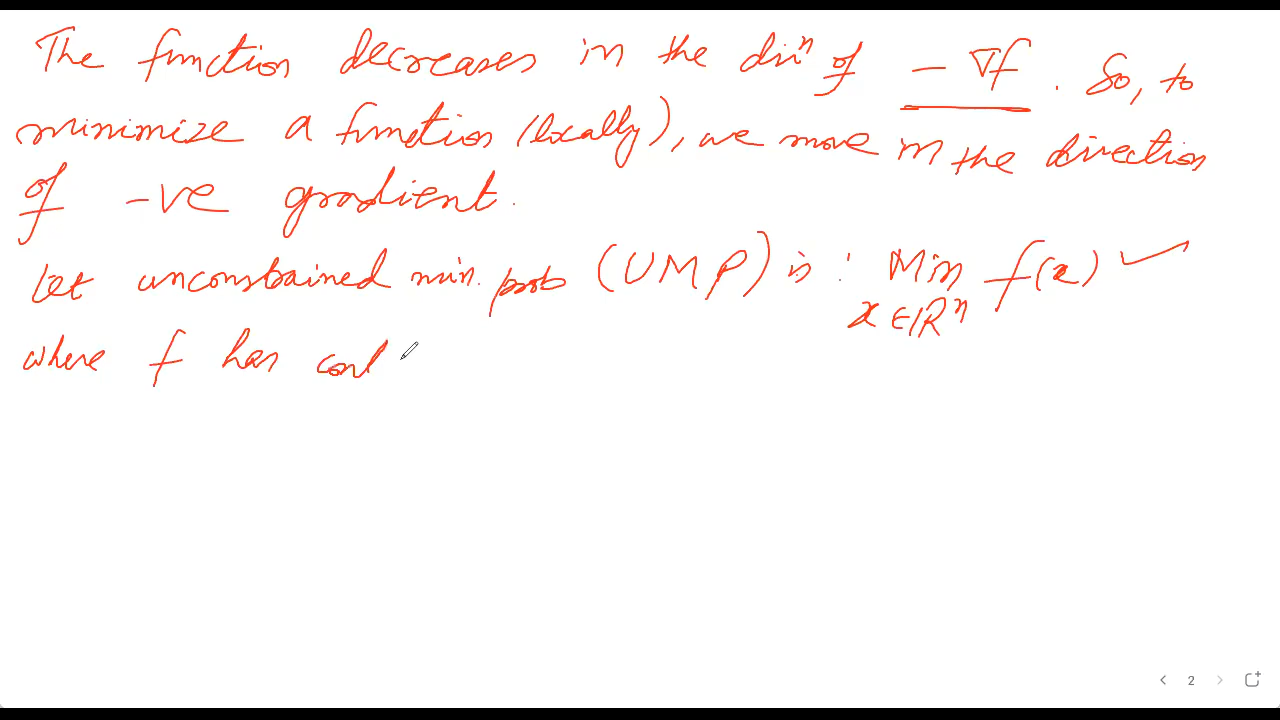 The function decreases in the dirⁿ of - ∇f . So, to
minimize a function (locally), we move in the direction
of -ve gradient.
Let unconstrained min. prob (UMP) is : Min f(x) ✓
x ∈ ℝⁿ
where f has cont
2